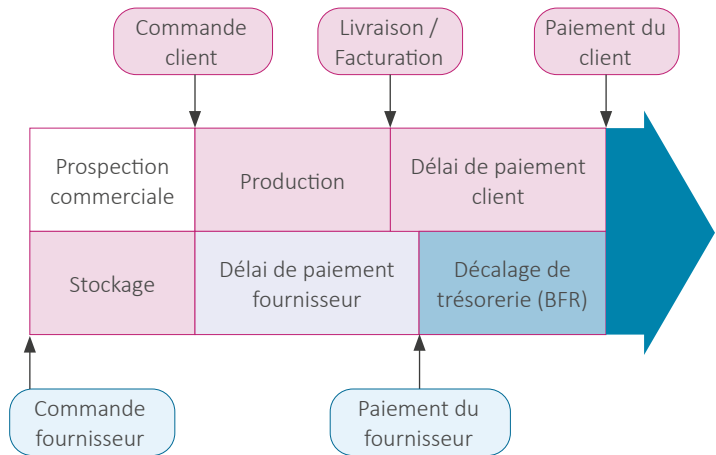 Commande
client
Livraison /
Facturation
Paiement du
client
Prospection
commerciale
Production
Délai de paiement
client
Stockage
Délai de paiement
fournisseur
Décalage de
trésorerie (BFR)
Commande
fournisseur
Paiement du
fournisseur